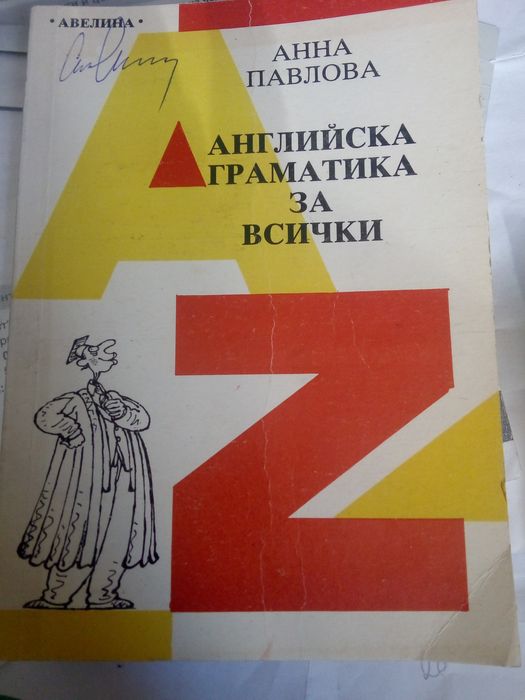 • АВЕЛИНА •
АННА
ПАВЛОВА
АНГЛИЙСКА
ГРАМАТИКА
ЗА
ВСИЧКИ
A
Z